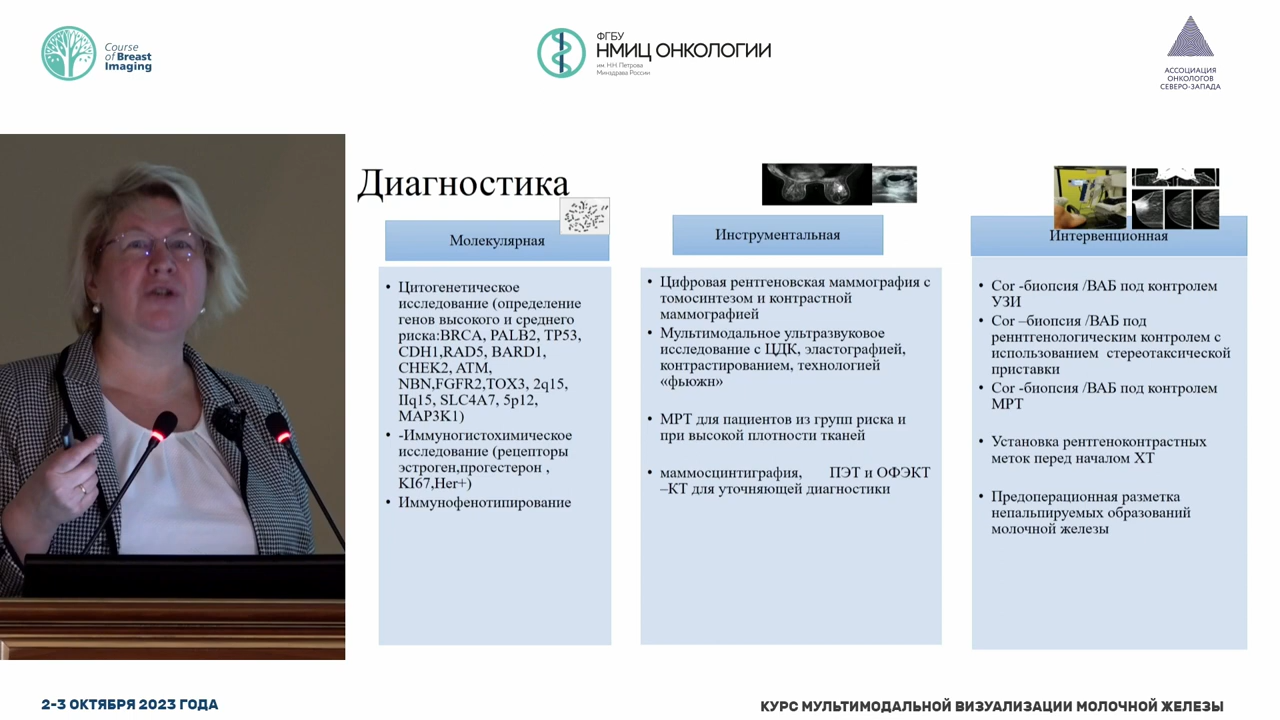 Course
of Breast
Imaging
ФГБУ
НМИЦ ОНКОЛОГИИ
им. Н.Н. Петрова
Минздрава России
АССОЦИАЦИЯ
ОНКОЛОГОВ
СЕВЕРО-ЗАПАДА
Диагностика
Молекулярная
• Цитогенетическое
исследование (определение
генов высокого и среднего
риска:BRCA, PALB2, TP53,
CDH1,RAD5, BARD1,
CHEK2, ATM,
NBN,FGFR2,TOX3, 2q15,
IIq15, SLC4A7, 5p12,
MAP3K1)
• -Иммуногистохимическое
исследование (рецепторы
эстроген,прогестерон ,
KI67,Her+)
• Иммунофенотипирование
Инструментальная
• Цифровая рентгеновская маммография с
томосинтезом и контрастной
маммографией
• Мультимодальное ультразвуковое
исследование с ЦДК, эластографией,
контрастированием, технологией
«фьюжн»
• МРТ для пациентов из групп риска и
при высокой плотности тканей
• маммосцинтиграфия, ПЭТ и ОФЭКТ
–КТ для уточняющей диагностики
Интервенционная
• Cor -биопсия /ВАБ под контролем
УЗИ
• Cor –биопсия /ВАБ под
реннтгенологическим контролем с
использованием стереотаксической
приставки
• Cor -биопсия /ВАБ под контролем
МРТ
• Установка рентгеноконтрастных
меток перед началом ХТ
• Предоперационная разметка
непальпируемых образований
молочной железы
2-3 ОКТЯБРЯ 2023 ГОДА
КУРС МУЛЬТИМОДАЛЬНОЙ ВИЗУАЛИЗАЦИИ МОЛОЧНОЙ ЖЕЛЕЗЫ